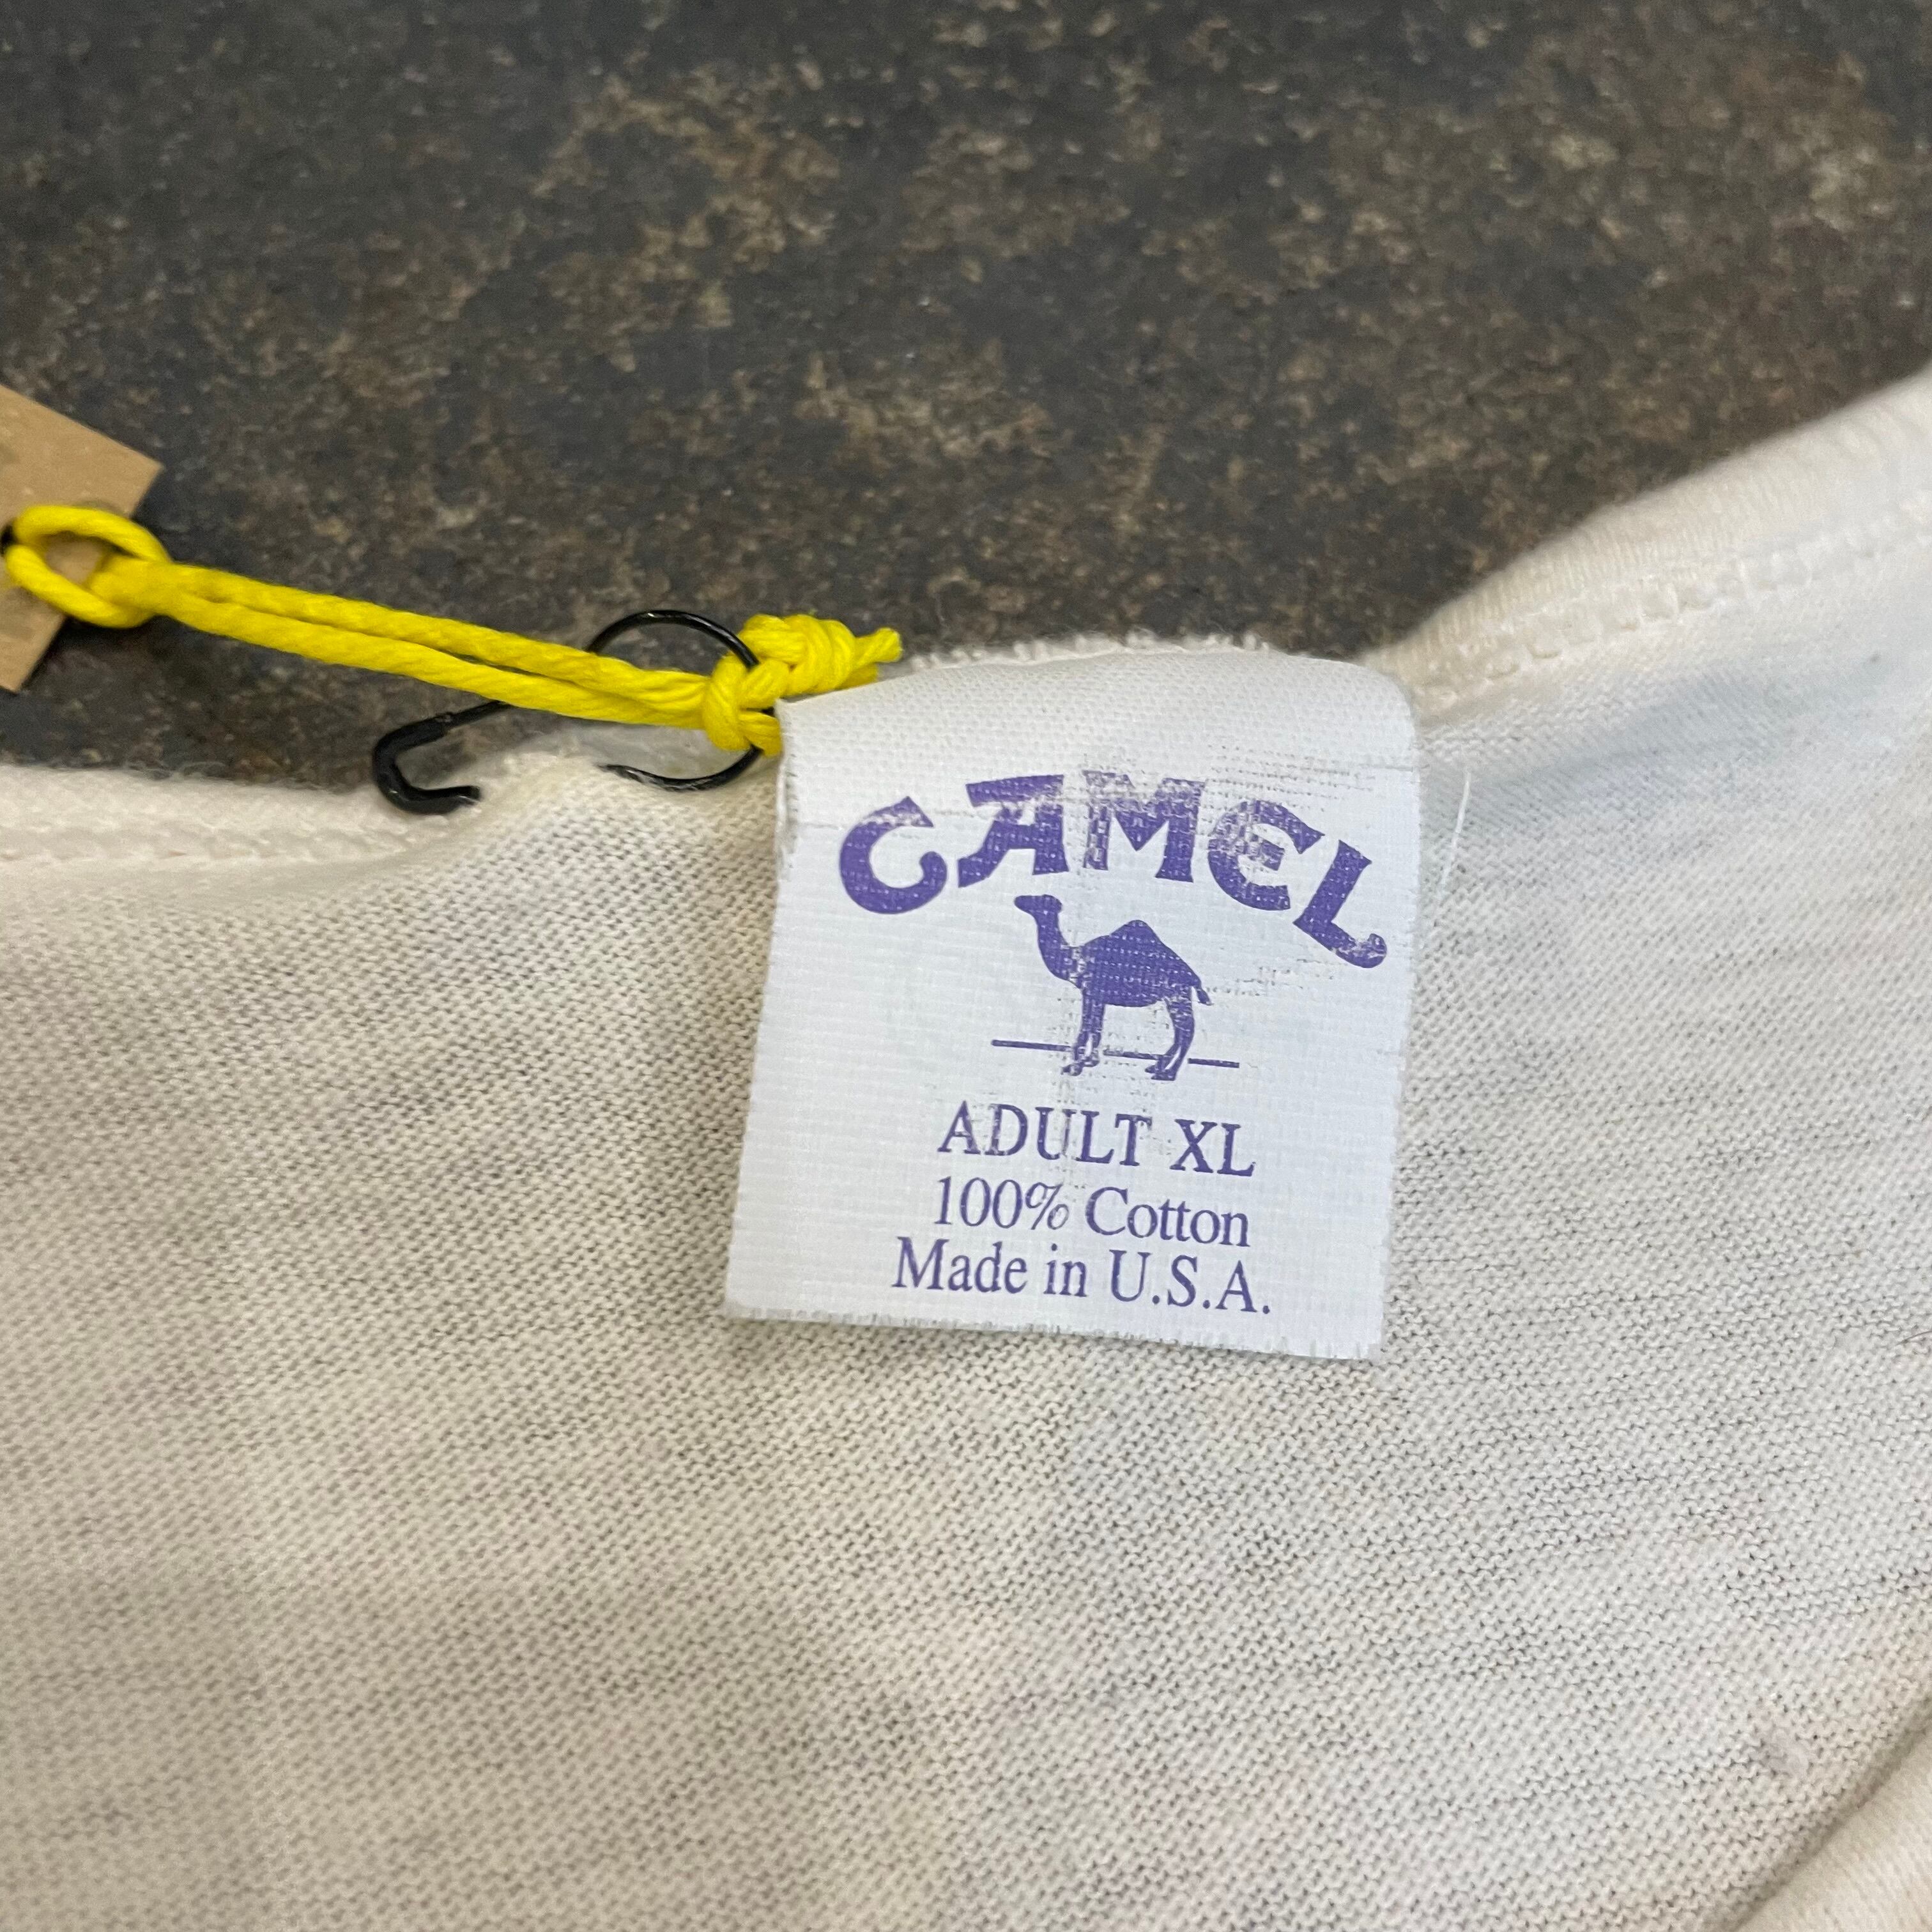 CAMEL
ADULT XL
100% Cotton
Made in U.S.A.